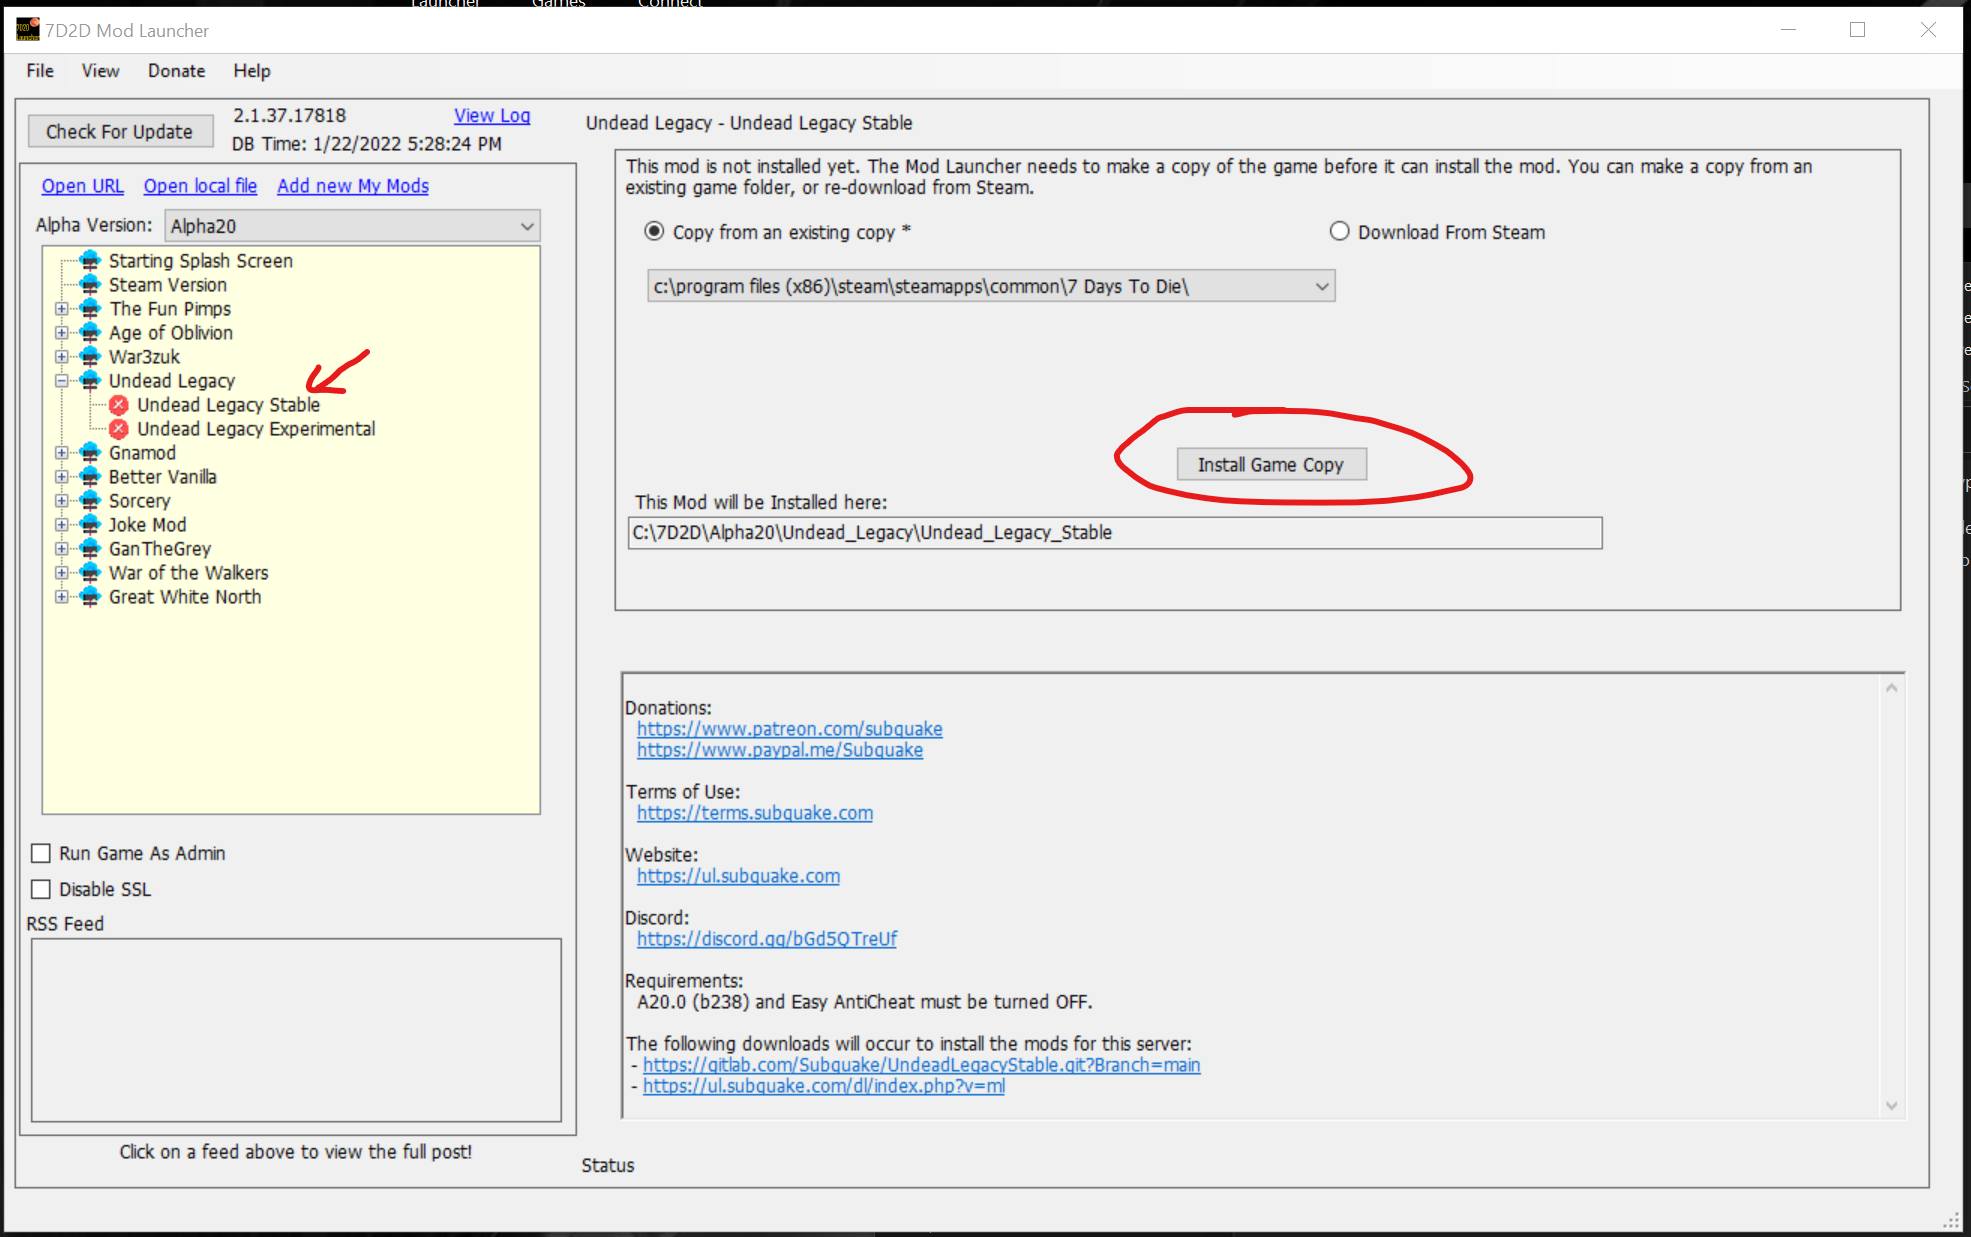 Launcher Games Connect
7D2D Mod Launcher
File View Donate Help
Check For Update
2.1.37.17818 View Log
DB Time: 1/22/2022 5:28:24 PM
Open URL Open local file Add new My Mods
Alpha Version: Alpha20
Starting Splash Screen
Steam Version
The Fun Pimps
Age of Oblivion
War3zuk
Undead Legacy
Undead Legacy Stable
Undead Legacy Experimental
Gnamod
Better Vanilla
Sorcery
Joke Mod
GanTheGrey
War of the Walkers
Great White North
Run Game As Admin
Disable SSL
RSS Feed
Click on a feed above to view the full post!
Undead Legacy - Undead Legacy Stable
This mod is not installed yet. The Mod Launcher needs to make a copy of the game before it can install the mod. You can make a copy from an
existing game folder, or re-download from Steam.
Copy from an existing copy * Download From Steam
c:\program files (x86)\steam\steamapps\common\7 Days To Die\
Install Game Copy
This Mod will be Installed here:
C:\7D2D\Alpha20\Undead_Legacy\Undead_Legacy_Stable
Donations:
https://www.patreon.com/subquake
https://www.paypal.me/Subquake
Terms of Use:
https://terms.subquake.com
Website:
https://ul.subquake.com
Discord:
https://discord.gg/bGd5QTreUf
Requirements:
A20.0 (b238) and Easy AntiCheat must be turned OFF.
The following downloads will occur to install the mods for this server:
- https://gitlab.com/Subquake/UndeadLegacyStable.git?Branch=main
- https://ul.subquake.com/dl/index.php?v=ml
Status